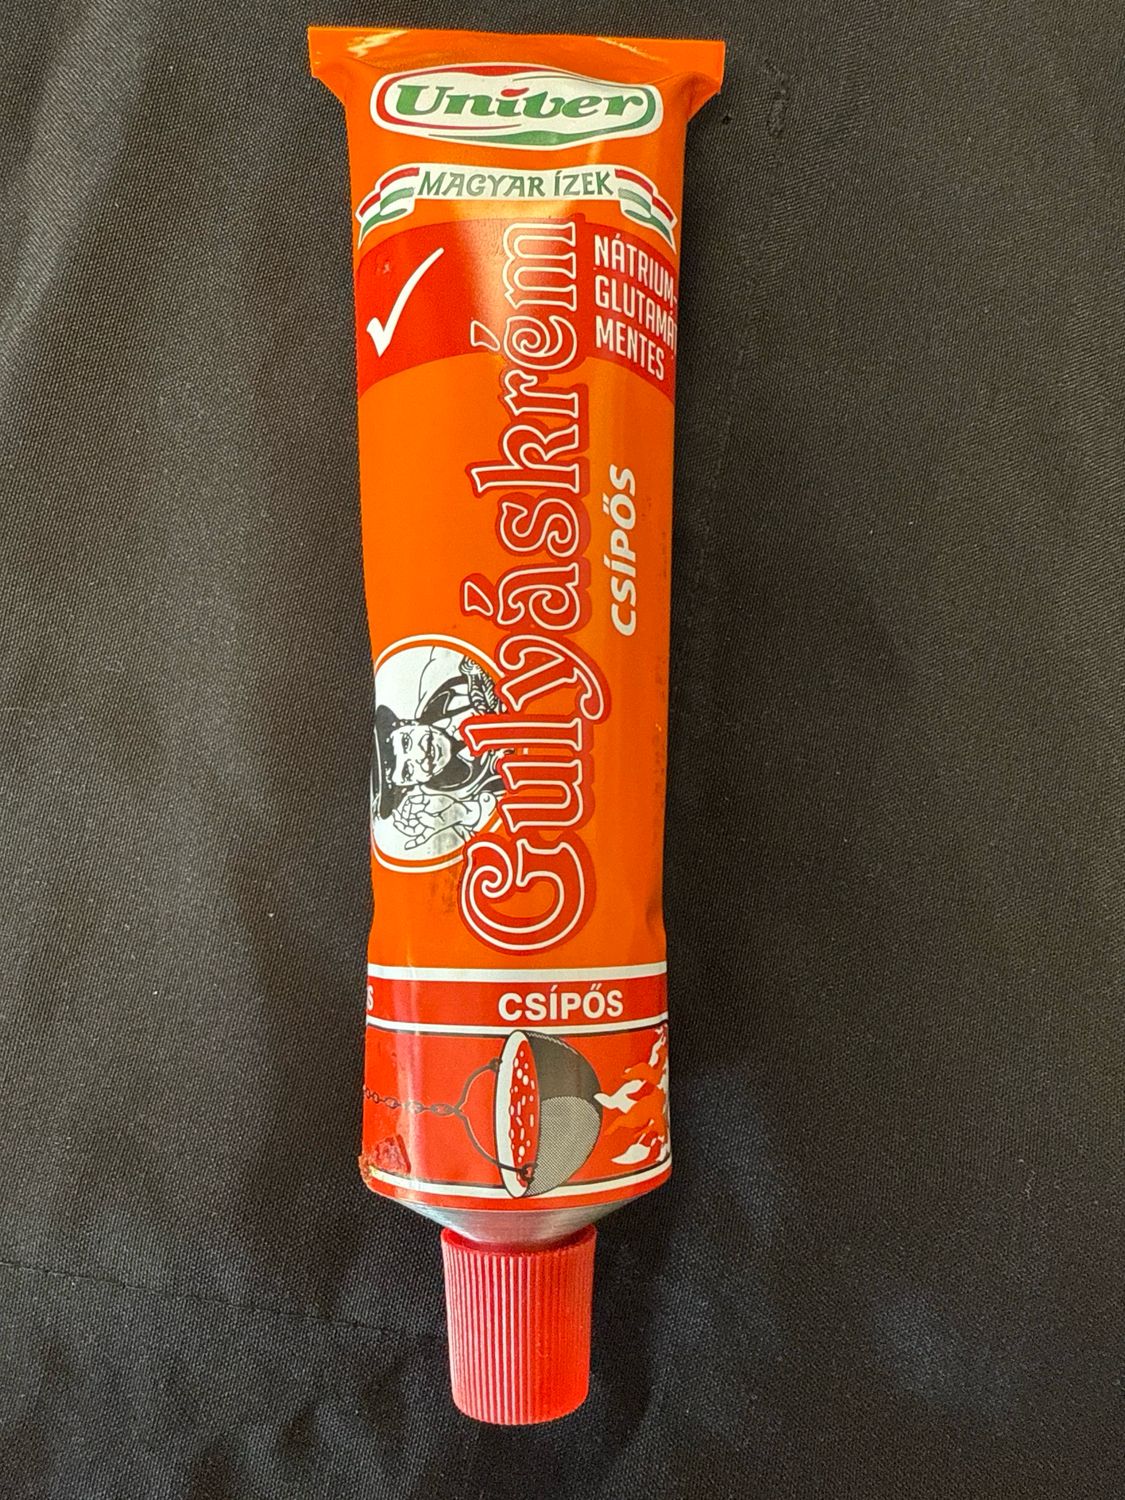 Univer
MAGYAR ÍZEK
NÁTRIUM-
GLUTAMÁT
MENTES
Gulyáskrém
CSÍPŐS
S
CSÍPŐS